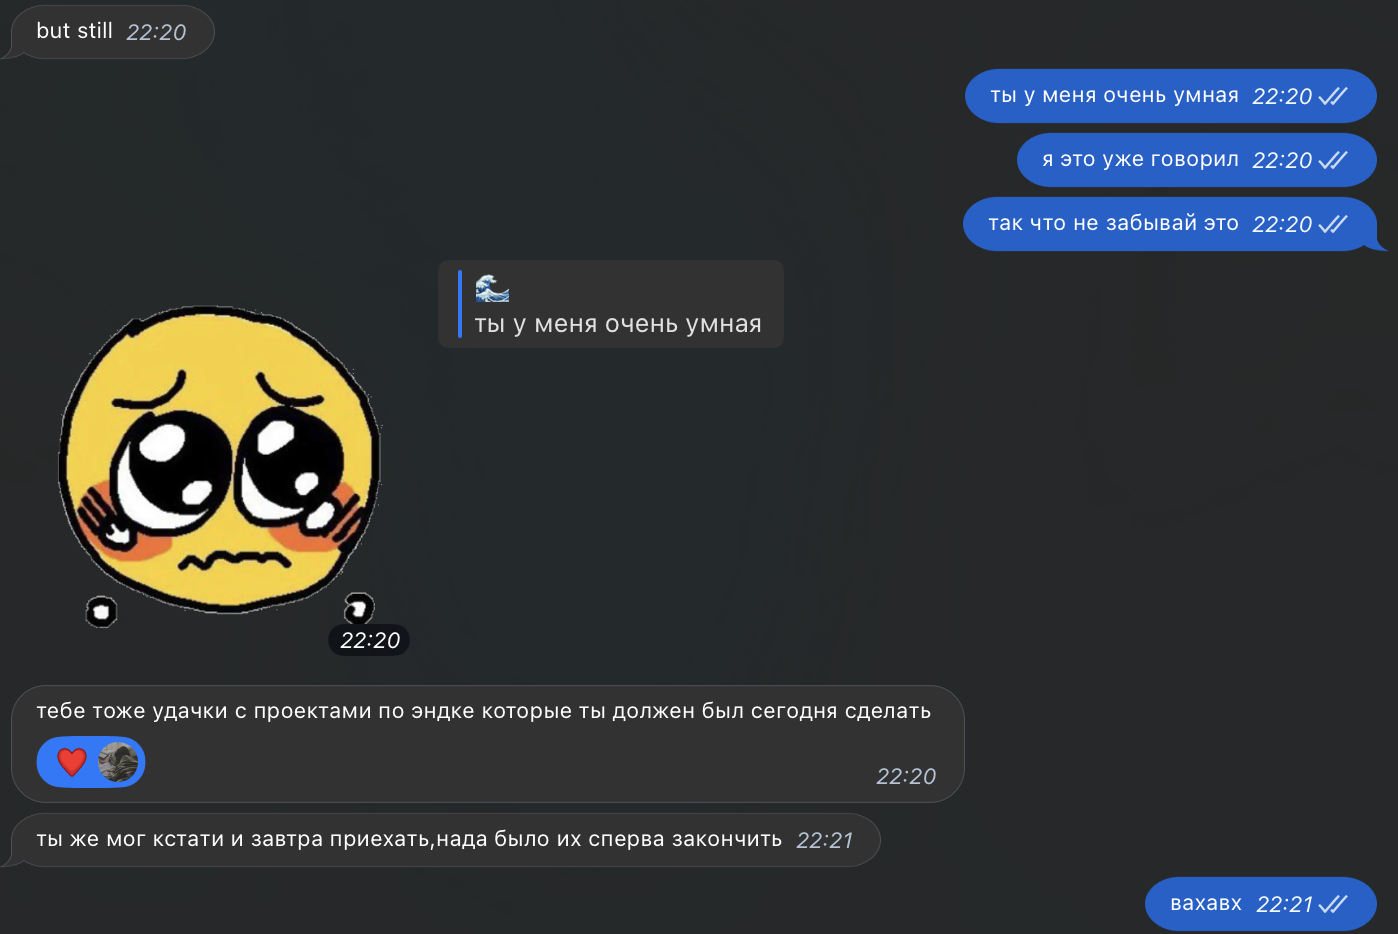 but still 22:20
ты у меня очень умная 22:20
я это уже говорил 22:20
так что не забывай это 22:20
🌊
ты у меня очень умная
22:20
тебе тоже удачки с проектами по эндке которые ты должен был сегодня сделать
❤️ 22:20
ты же мог кстати и завтра приехать,нада было их сперва закончить 22:21
вахавх 22:21